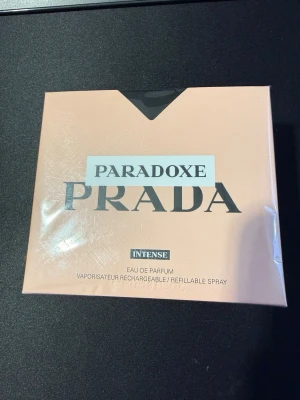 PARADOXE
PRADA
INTENSE
EAU DE PARFUM
VAPORISATEUR RECHARGEABLE / REFILLABLE SPRAY